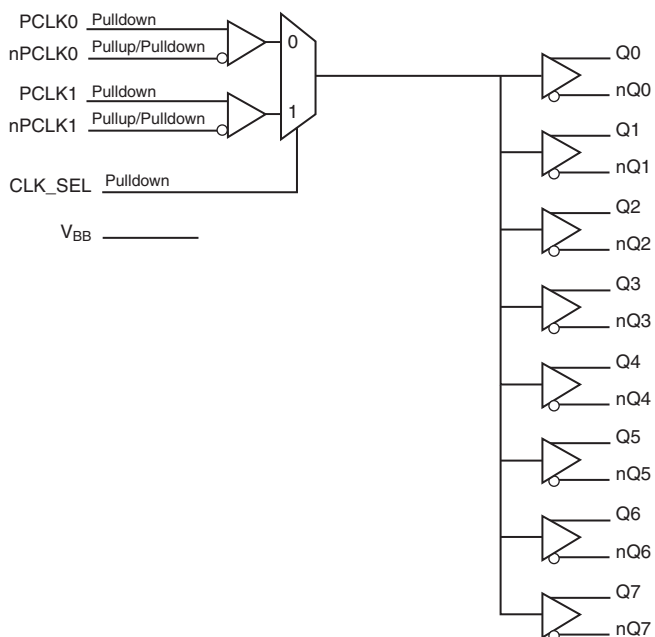 PCLK0 Pulldown
nPCLK0 Pullup/Pulldown
PCLK1 Pulldown
nPCLK1 Pullup/Pulldown
CLK_SEL Pulldown
VBB
0
1
Q0
nQ0
Q1
nQ1
Q2
nQ2
Q3
nQ3
Q4
nQ4
Q5
nQ5
Q6
nQ6
Q7
nQ7